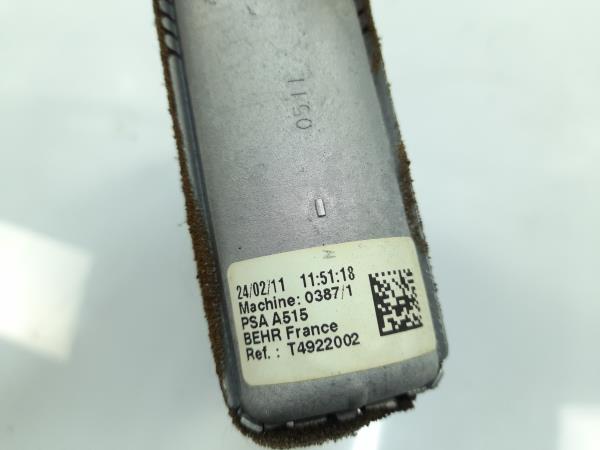 0511
24/02/11 11:51:18
Machine: 0387/1
PSA A515
BEHR France
Ref. : T4922002